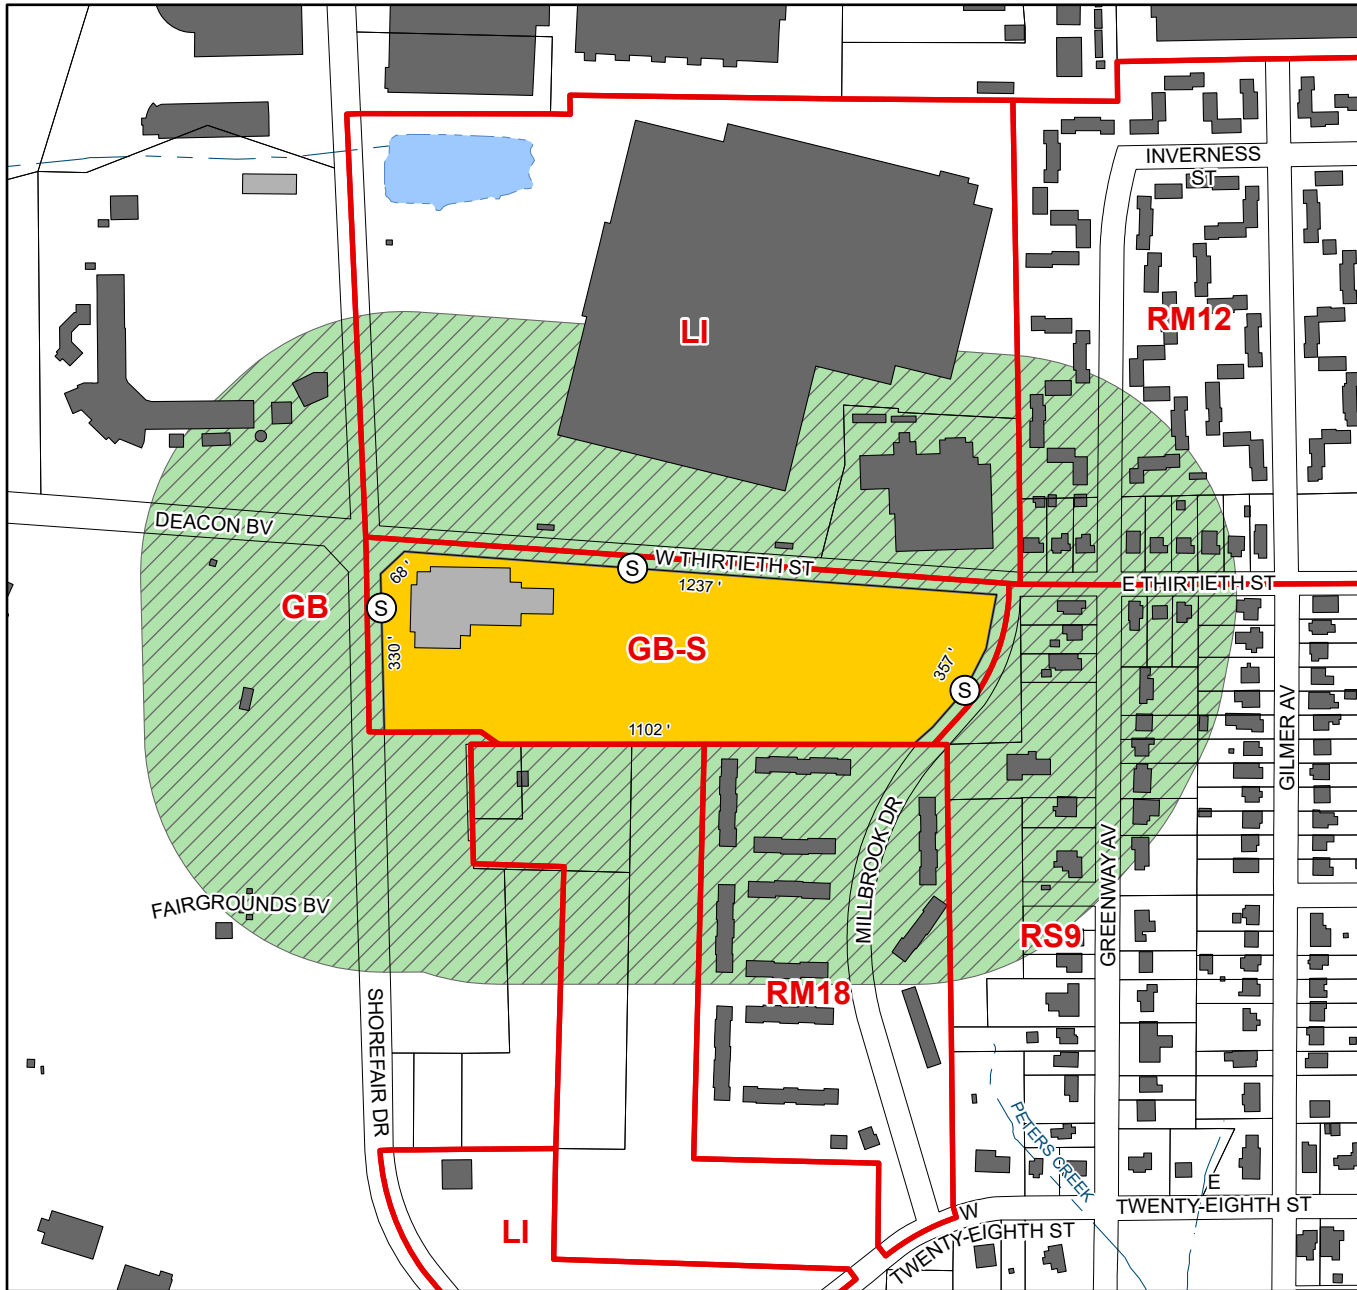 INVERNESS
ST
RM12
LI
DEACON BV
W THIRTIETH ST
E THIRTIETH ST
68 '
S
1237 '
S
GB
330 '
GB-S
357 '
S
1102 '
GILMER AV
MILLBROOK DR
GREENWAY AV
FAIRGROUNDS BV
RS9
RM18
SHOREFAIR DR
PETERS CREEK
E
TWENTY-EIGHTH ST
W
TWENTY-EIGHTH ST
LI